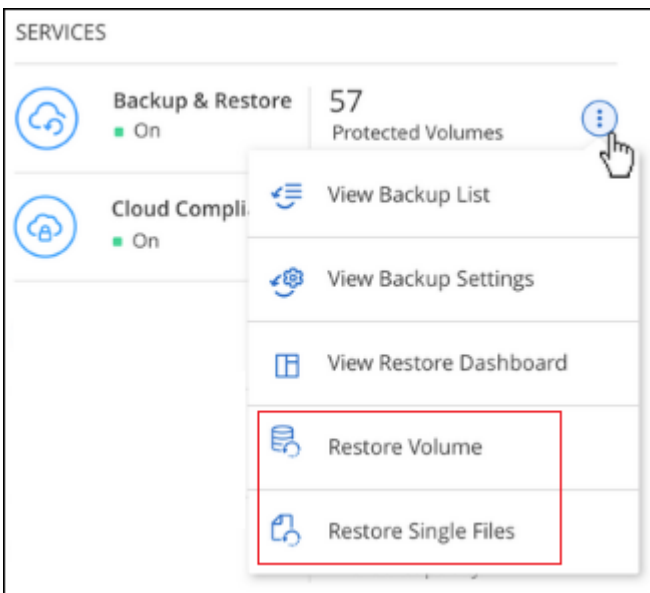 SERVICES
Backup & Restore
On
57
Protected Volumes
Cloud Compli
On
View Backup List
View Backup Settings
View Restore Dashboard
Restore Volume
Restore Single Files